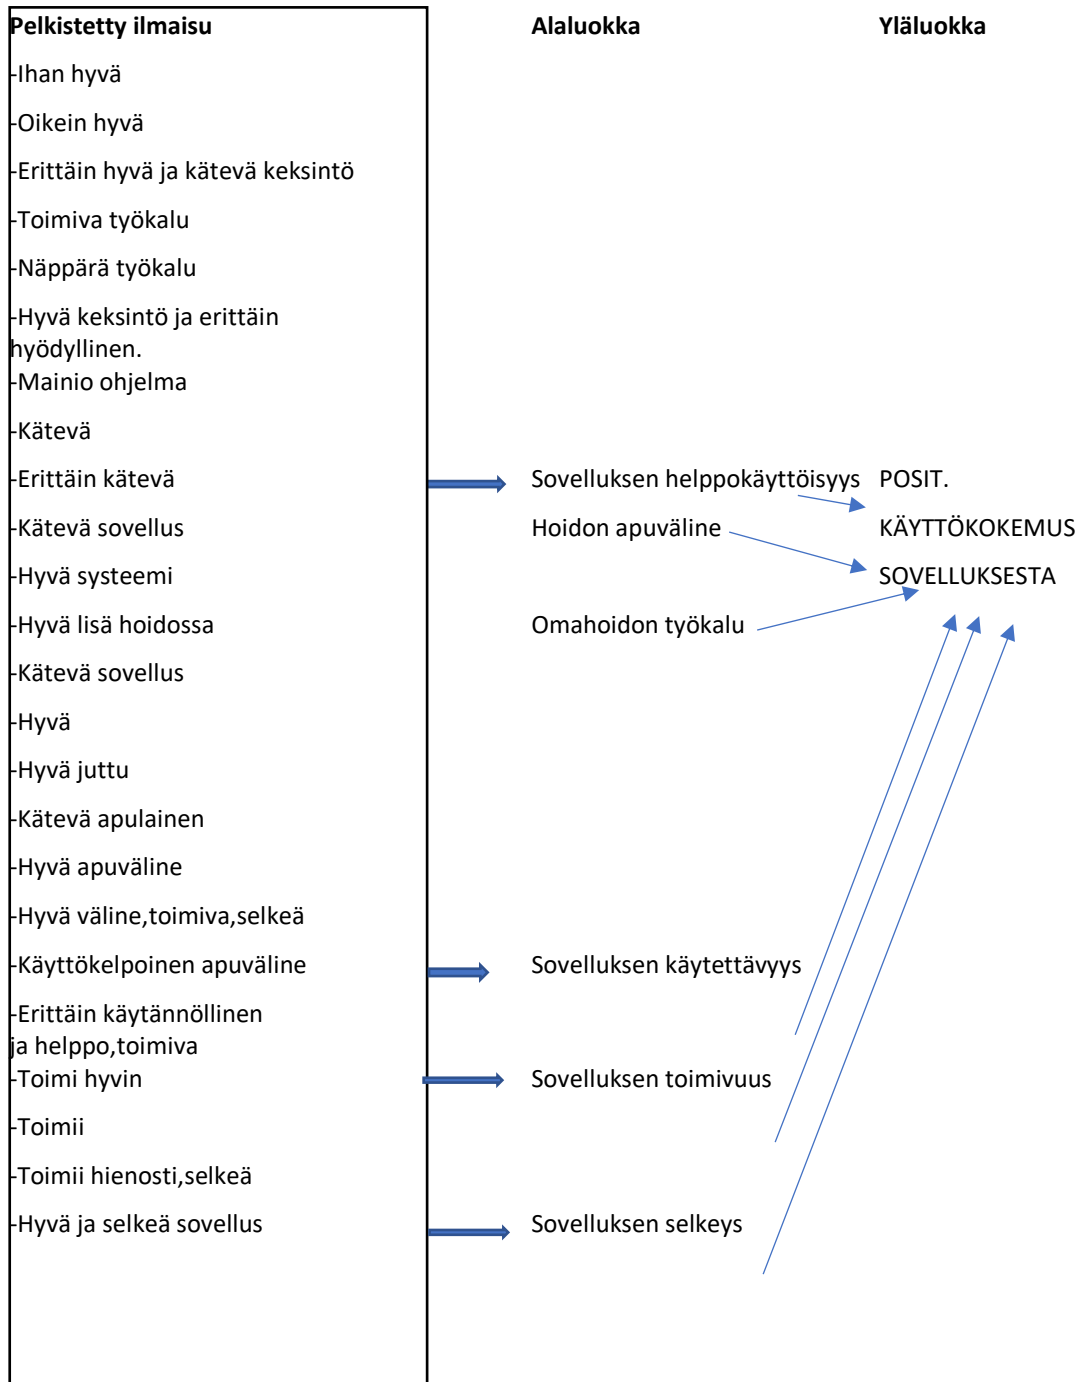 Pelkistetty ilmaisu Alaluokka Yläluokka
-Ihan hyvä
-Oikein hyvä
-Erittäin hyvä ja kätevä keksintö
-Toimiva työkalu
-Näppärä työkalu
-Hyvä keksintö ja erittäin
hyödyllinen.
-Mainio ohjelma
-Kätevä
-Erittäin kätevä Sovelluksen helppokäyttöisyys POSIT.
-Kätevä sovellus Hoidon apuväline KÄYTTÖKOKEMUS
-Hyvä systeemi SOVELLUKSESTA
-Hyvä lisä hoidossa Omahoidon työkalu
-Kätevä sovellus
-Hyvä
-Hyvä juttu
-Kätevä apulainen
-Hyvä apuväline
-Hyvä väline,toimiva,selkeä
-Käyttökelpoinen apuväline Sovelluksen käytettävyys
-Erittäin käytännöllinen
ja helppo,toimiva
-Toimi hyvin Sovelluksen toimivuus
-Toimii
-Toimii hienosti,selkeä
-Hyvä ja selkeä sovellus Sovelluksen selkeys